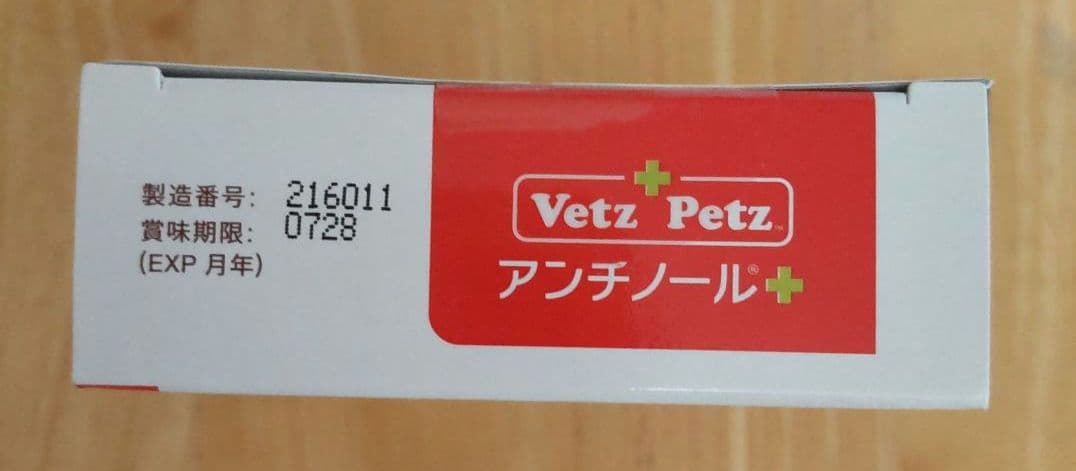 製造番号: 216011
賞味期限: 0728
(EXP 月年)
Vetz Petz™
アンチノール®+